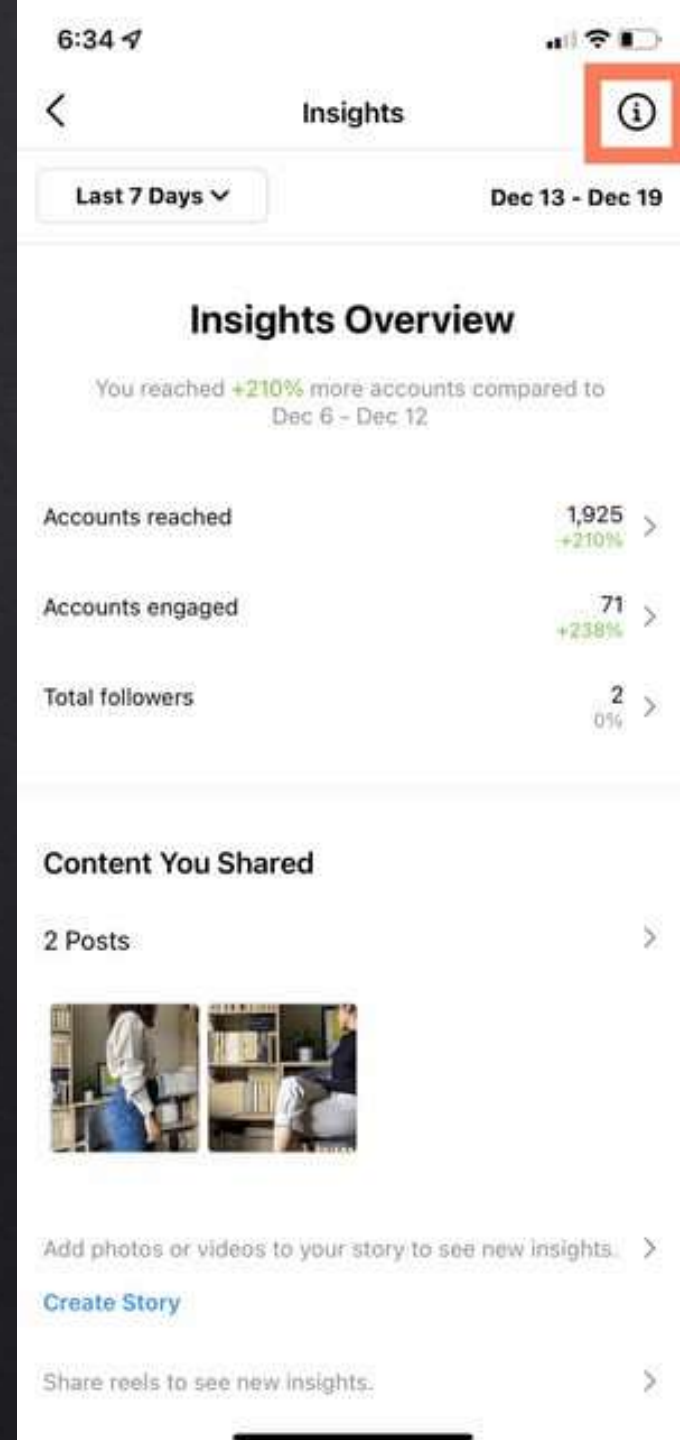 6:34
Insights
Last 7 Days
Dec 13 - Dec 19
Insights Overview
You reached +210% more accounts compared to
Dec 6 - Dec 12
Accounts reached
1,925
+210%
Accounts engaged
71
+238%
Total followers
2
0%
Content You Shared
2 Posts
Add photos or videos to your story to see new insights.
Create Story
Share reels to see new insights.